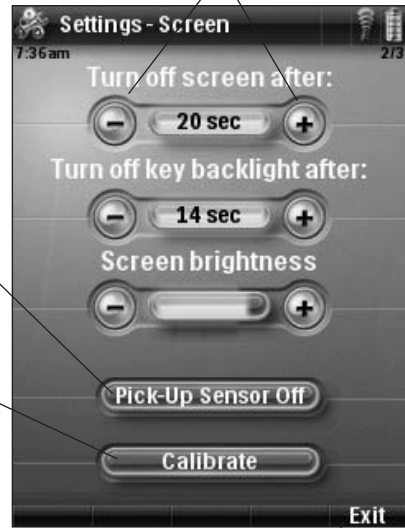 Settings - Screen
7:36am
2/3
Turn off screen after:
20 sec
Turn off key backlight after:
14 sec
Screen brightness
Pick-Up Sensor Off
Calibrate
Exit